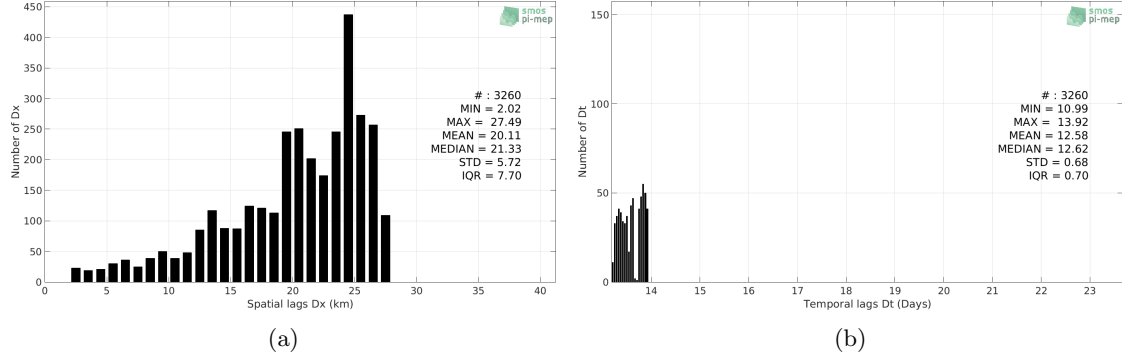 450
400
350
300
250
200
150
100
50
0
Number of Dx
0 5 10 15 20 25 30 35 40
Spatial lags Dx (km)
smos
pi-mep
# : 3260
MIN = 2.02
MAX = 27.49
MEAN = 20.11
MEDIAN = 21.33
STD = 5.72
IQR = 7.70
(a)
150
100
50
0
Number of Dt
14 15 16 17 18 19 20 21 22 23
Temporal lags Dt (Days)
smos
pi-mep
# : 3260
MIN = 10.99
MAX = 13.92
MEAN = 12.58
MEDIAN = 12.62
STD = 0.68
IQR = 0.70
(b)